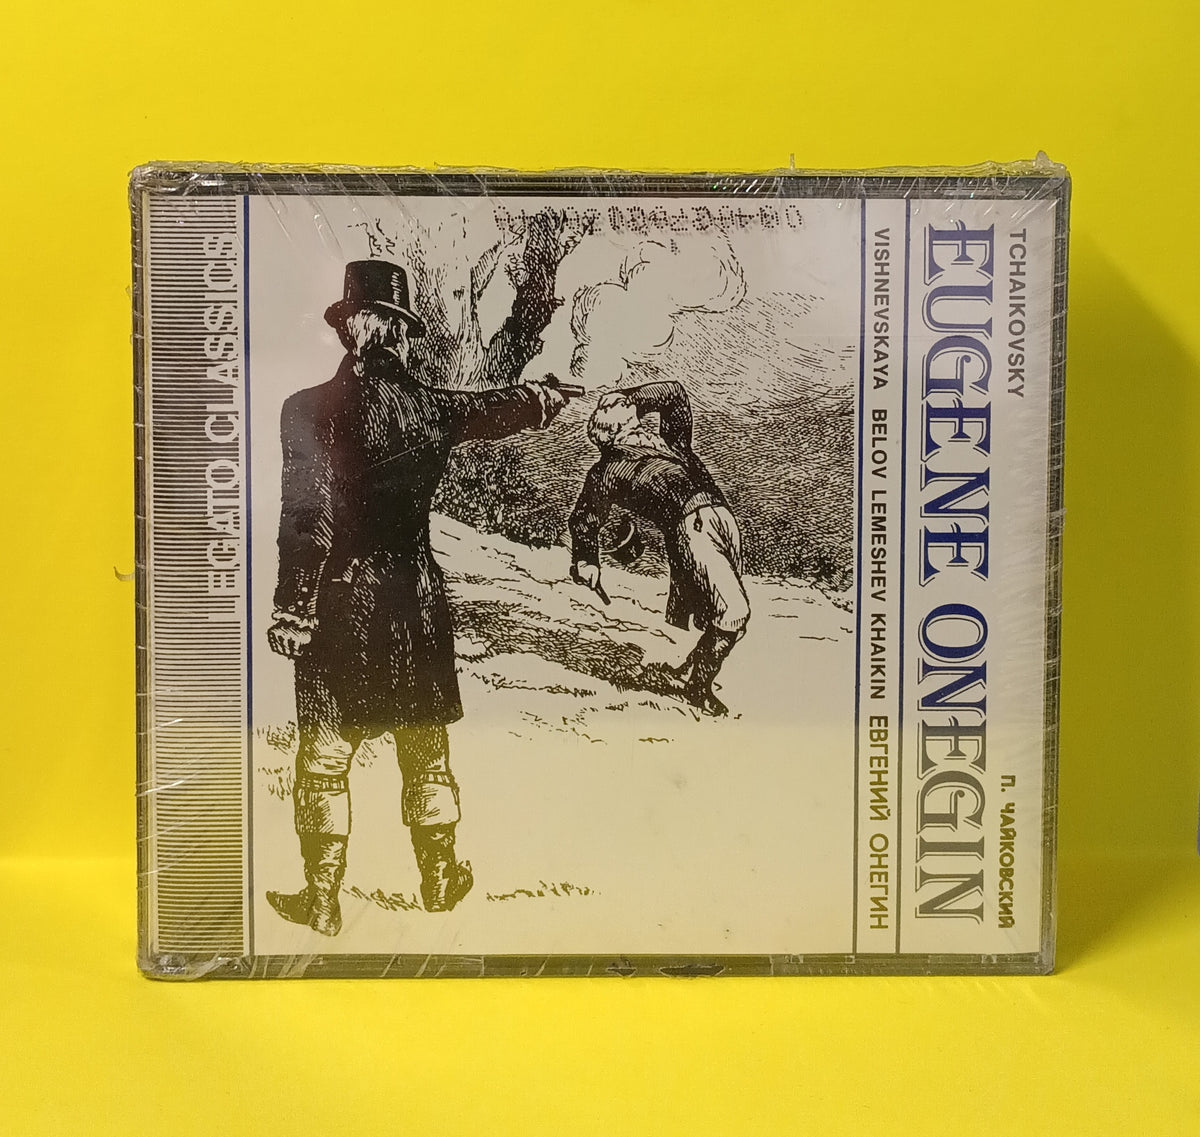 TCHAIKOVSKY
П. ЧАЙКОВСКИЙ
EUGENE ONEGIN
VISHNEVSKAYA BELOV LEMESHEV KHAIKIN ЕВГЕНИЙ ОНЕГИН
LEGATO CLASSICS